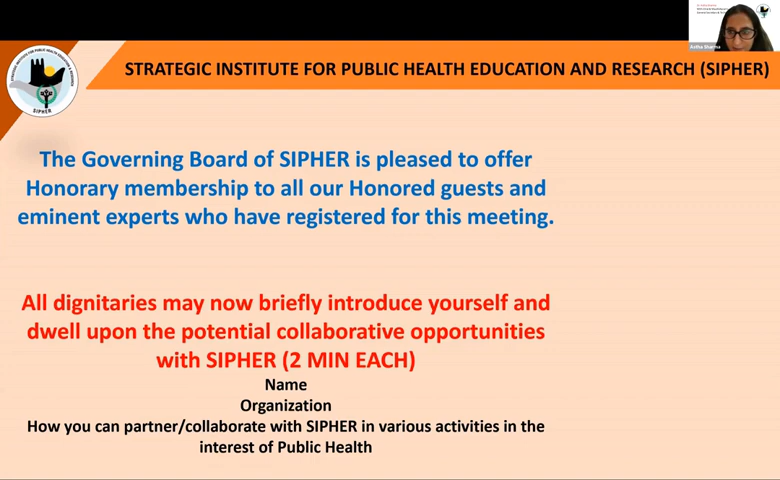 Astha Sharma
STRATEGIC INSTITUTE FOR PUBLIC HEALTH EDUCATION AND RESEARCH (SIPHER)
SIPHER
The Governing Board of SIPHER is pleased to offer
Honorary membership to all our Honored guests and
eminent experts who have registered for this meeting.
All dignitaries may now briefly introduce yourself and
dwell upon the potential collaborative opportunities
with SIPHER (2 MIN EACH)
Name
Organization
How you can partner/collaborate with SIPHER in various activities in the
interest of Public Health